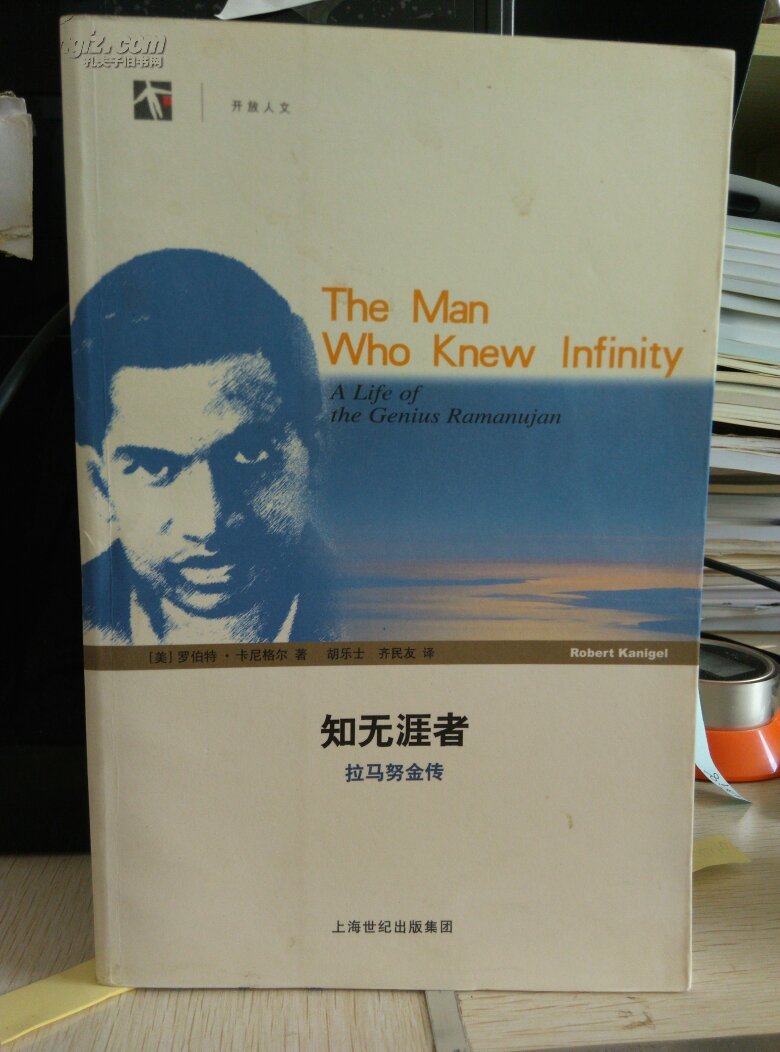 孔夫子旧书网
开放人文
The Man
Who Knew Infinity
A Life of
the Genius Ramanujan
[美] 罗伯特·卡尼格尔 著 胡乐士 齐民友 译 Robert Kanigel
知无涯者
拉马努金传
上海世纪出版集团